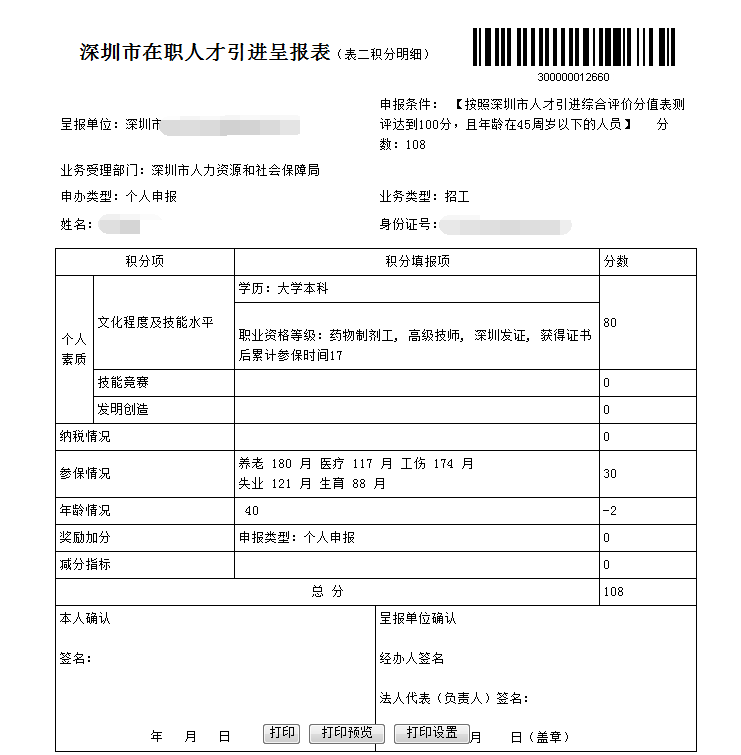 深圳市在职人才引进呈报表（表二积分明细）
300000012660
呈报单位：深圳市
申报条件： 【按照深圳市人才引进综合评价分值表测
评达到100分，且年龄在45周岁以下的人员】 分
数：108
业务受理部门：深圳市人力资源和社会保障局
申办类型：个人申报 业务类型：招工
姓名： 身份证号：
积分项 积分填报项 分数
个人素质
文化程度及技能水平
学历：大学本科
职业资格等级：药物制剂工, 高级技师, 深圳发证, 获得证书
后累计参保时间17
80
技能竞赛 0
发明创造 0
纳税情况 0
参保情况
养老 180 月 医疗 117 月 工伤 174 月
失业 121 月 生育 88 月
30
年龄情况 40 -2
奖励加分 申报类型：个人申报 0
减分指标 0
总 分 108
本人确认 呈报单位确认
签名： 经办人签名
法人代表（负责人）签名：
年 月 日 打印 打印预览 打印设置 月 日（盖章）